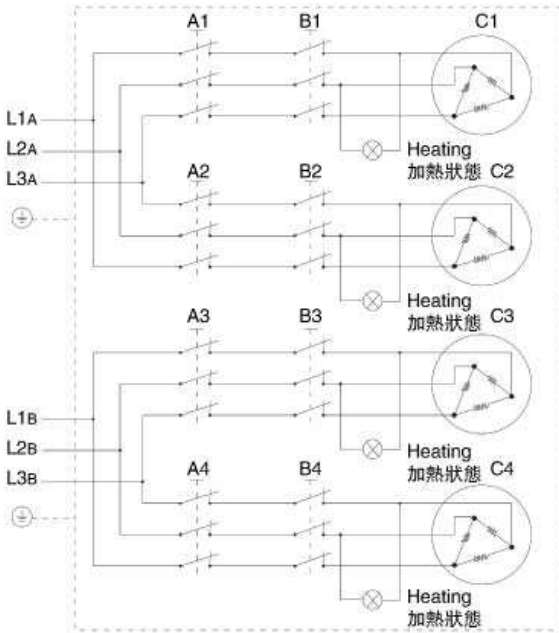 A1 B1 C1
L1A
L2A
L3A
Heating
加熱狀態
A2 B2 C2
Heating
加熱狀態
A3 B3 C3
L1B
L2B
L3B
Heating
加熱狀態
A4 B4 C4
Heating
加熱狀態